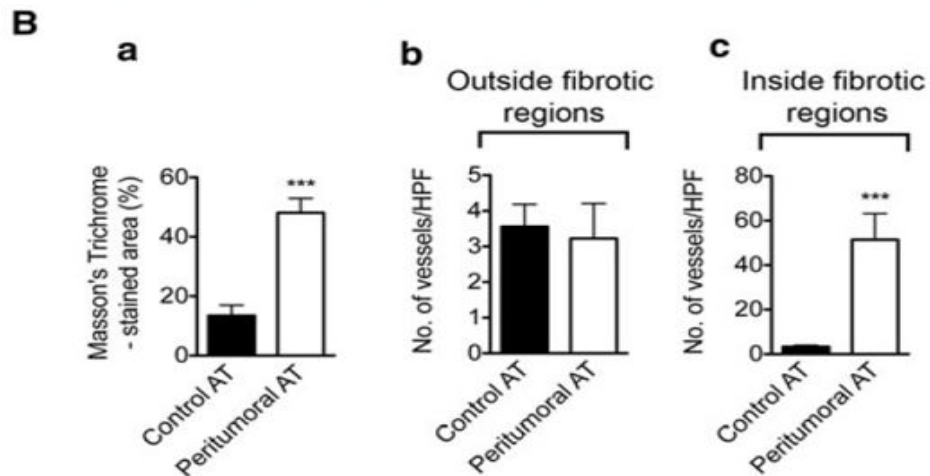 B
a
Masson's Trichrome
- stained area (%)
60
40
20
0
***
Control AT
Peritumoral AT
b
Outside fibrotic
regions
No. of vessels/HPF
5
4
3
2
1
0
Control AT
Peritumoral AT
c
Inside fibrotic
regions
No. of vessels/HPF
80
60
40
20
0
***
Control AT
Peritumoral AT